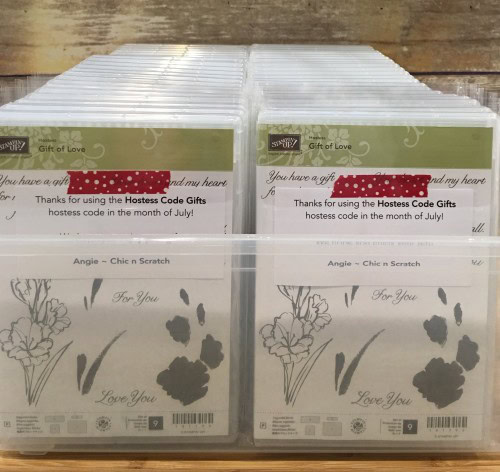 STAMPIN' UP!
Hostess
Gift of Love
You have a gift and my heart
for
Thanks for using the Hostess Code Gifts
hostess code in the month of July!
Angie ~ Chic n Scratch
For You
Love You
9
STAMPIN' UP!
Hostess
Gift of Love
You have a gift and my heart
for
all.
Thanks for using the Hostess Code Gifts
hostess code in the month of July!
Angie ~ Chic n Scratch
For You
Love You
9